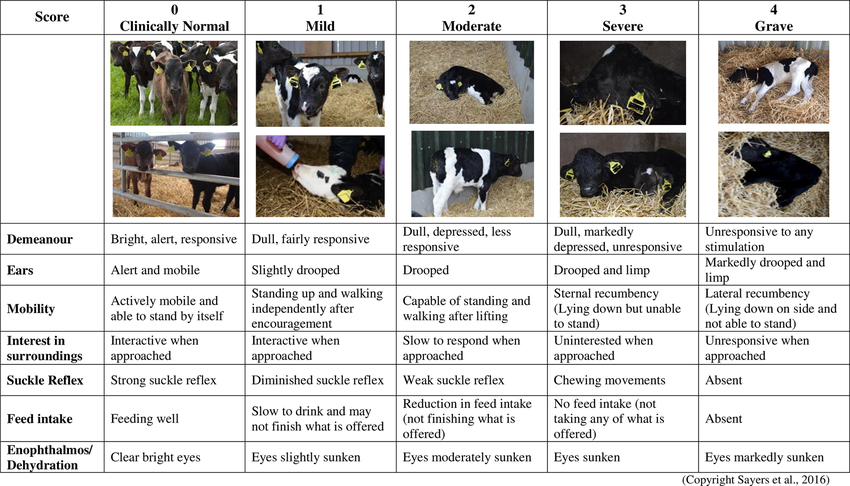 Score
0
Clinically Normal
1
Mild
2
Moderate
3
Severe
4
Grave
Demeanour
Bright, alert, responsive
Dull, fairly responsive
Dull, depressed, less
responsive
Dull, markedly
depressed, unresponsive
Unresponsive to any
stimulation
Ears
Alert and mobile
Slightly drooped
Drooped
Drooped and limp
Markedly drooped and
limp
Mobility
Actively mobile and
able to stand by itself
Standing up and walking
independently after
encouragement
Capable of standing and
walking after lifting
Sternal recumbency
(Lying down but unable
to stand)
Lateral recumbency
(Lying down on side and
not able to stand)
Interest in
surroundings
Interactive when
approached
Interactive when
approached
Slow to respond when
approached
Uninterested when
approached
Unresponsive when
approached
Suckle Reflex
Strong suckle reflex
Diminished suckle reflex
Weak suckle reflex
Chewing movements
Absent
Feed intake
Feeding well
Slow to drink and may
not finish what is offered
Reduction in feed intake
(not finishing what is
offered)
No feed intake (not
taking any of what is
offered)
Absent
Enophthalmos/
Dehydration
Clear bright eyes
Eyes slightly sunken
Eyes moderately sunken
Eyes sunken
Eyes markedly sunken
(Copyright Sayers et al., 2016)